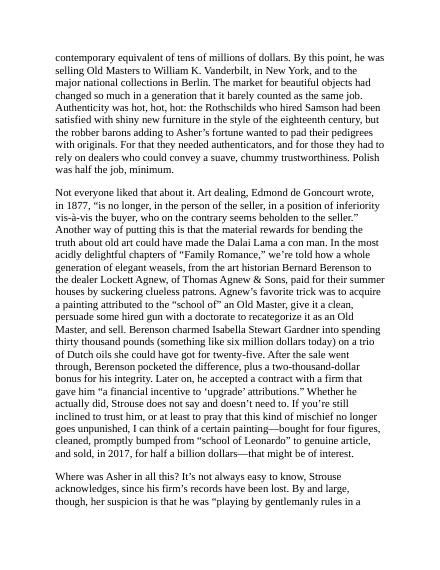 contemporary equivalent of tens of millions of dollars. By this point, he was
selling Old Masters to William K. Vanderbilt, in New York, and to the
major national collections in Berlin. The market for beautiful objects had
changed so much in a generation that it barely counted as the same job.
Authenticity was hot, hot, hot: the Rothschilds who hired Samson had been
satisfied with shiny new furniture in the style of the eighteenth century, but
the robber barons adding to Asher’s fortune wanted to pad their pedigrees
with originals. For that they needed authenticators, and for those they had to
rely on dealers who could convey a suave, chummy trustworthiness. Polish
was half the job, minimum.
Not everyone liked that about it. Art dealing, Edmond de Goncourt wrote,
in 1877, “is no longer, in the person of the seller, in a position of inferiority
vis-à-vis the buyer, who on the contrary seems beholden to the seller.”
Another way of putting this is that the material rewards for bending the
truth about old art could have made the Dalai Lama a con man. In the most
acidly delightful chapters of “Family Romance,” we’re told how a whole
generation of elegant weasels, from the art historian Bernard Berenson to
the dealer Lockett Agnew, of Thomas Agnew & Sons, paid for their summer
houses by suckering clueless patrons. Agnew’s favorite trick was to acquire
a painting attributed to the “school of” an Old Master, give it a clean,
persuade some hired gun with a doctorate to recategorize it as an Old
Master, and sell. Berenson charmed Isabella Stewart Gardner into spending
thirty thousand pounds (something like six million dollars today) on a trio
of Dutch oils she could have got for twenty-five. After the sale went
through, Berenson pocketed the difference, plus a two-thousand-dollar
bonus for his integrity. Later on, he accepted a contract with a firm that
gave him “a financial incentive to ‘upgrade’ attributions.” Whether he
actually did, Strouse does not say and doesn’t need to. If you’re still
inclined to trust him, or at least to pray that this kind of mischief no longer
goes unpunished, I can think of a certain painting—bought for four figures,
cleaned, promptly bumped from “school of Leonardo” to genuine article,
and sold, in 2017, for half a billion dollars—that might be of interest.
Where was Asher in all this? It’s not always easy to know, Strouse
acknowledges, since his firm’s records have been lost. By and large,
though, her suspicion is that he was “playing by gentlemanly rules in a